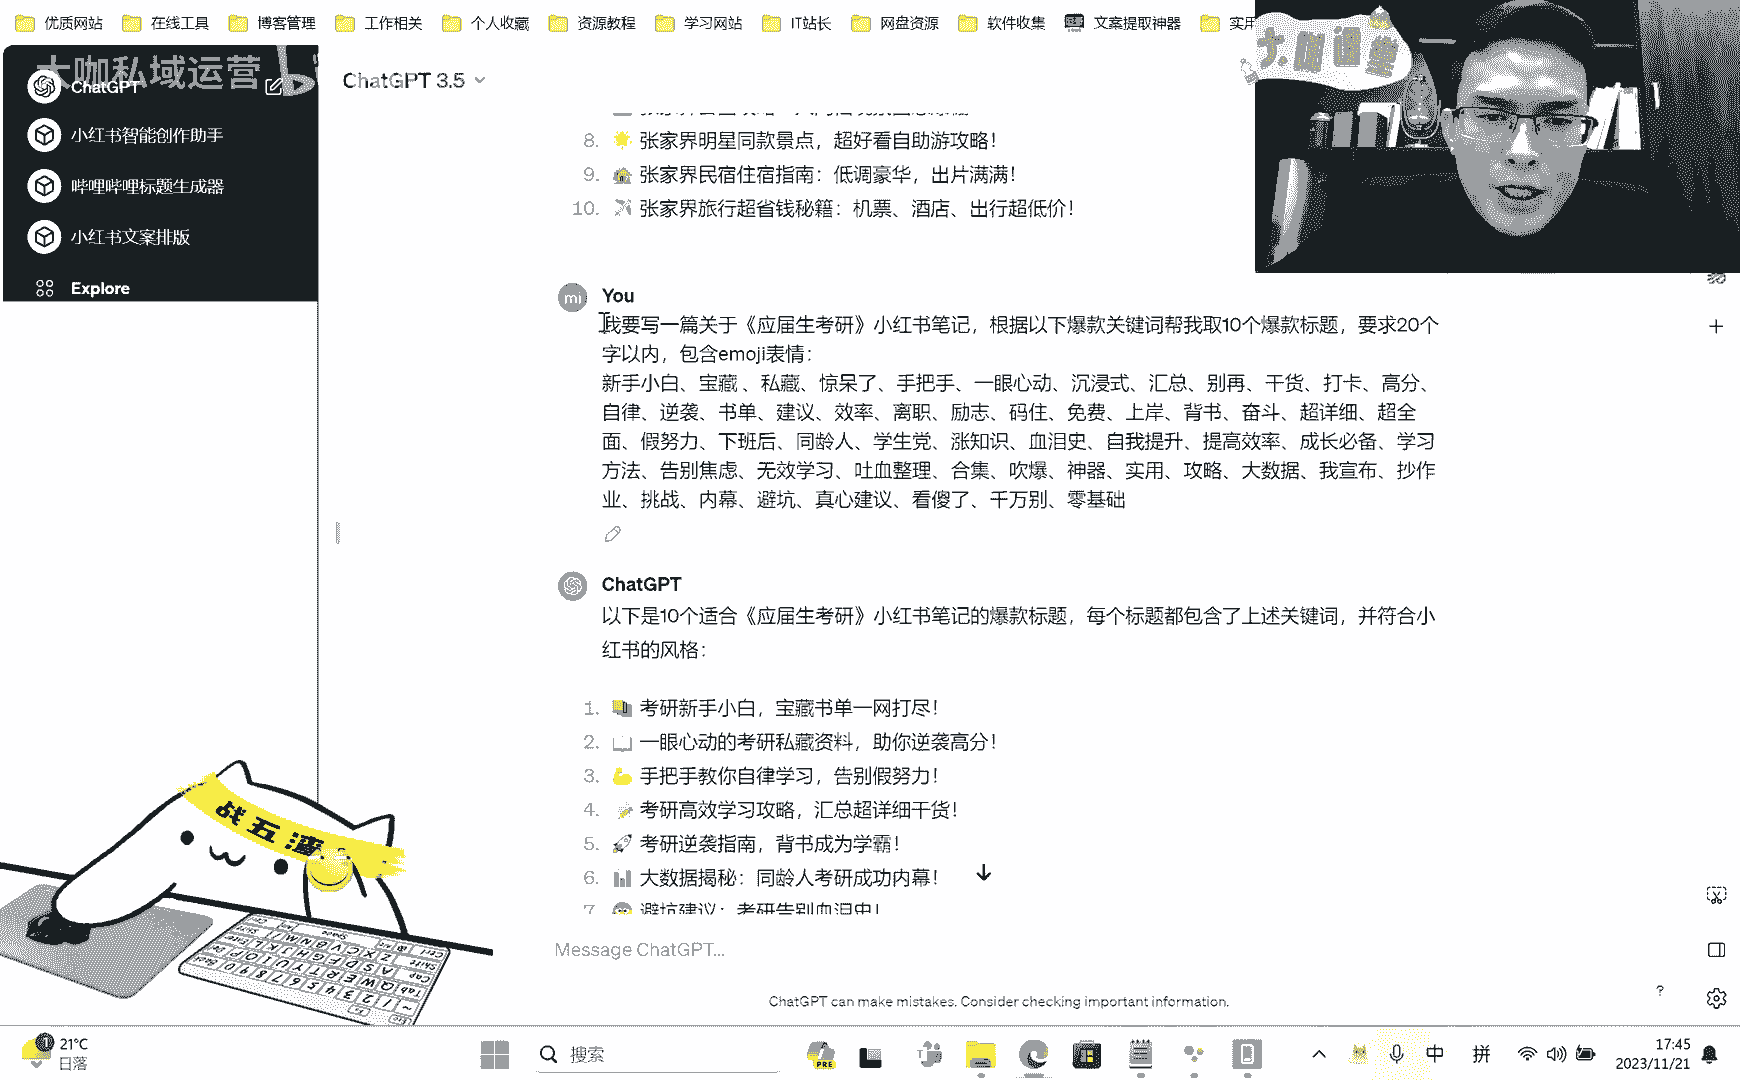 优质网站
在线工具
博客管理
工作相关
个人收藏
资源教程
学习网站
IT站长
网盘资源
软件收集
文案提取神器
实用
大咖私域运营
ChatGPT
小红书智能创作助手
哔哩哔哩标题生成器
小红书文案排版
Explore
ChatGPT 3.5
8. 张家界明星同款景点，超好看自助游攻略！
9. 张家界民宿住宿指南：低调豪华，出片满满！
10. 张家界旅行超省钱秘籍：机票、酒店、出行超低价！
mi
You
我要写一篇关于《应届生考研》小红书笔记，根据以下爆款关键词帮我取10个爆款标题，要求20个
字以内，包含emoji表情：
新手小白、宝藏 、私藏、惊呆了、手把手、一眼心动、沉浸式、汇总、别再、干货、打卡、高分、
自律、逆袭、书单、建议、效率、离职、励志、码住、免费、上岸、背书、奋斗、超详细、超全
面、假努力、下班后、同龄人、学生党、涨知识、血泪史、自我提升、提高效率、成长必备、学习
方法、告别焦虑、无效学习、吐血整理、合集、吹爆、神器、实用、攻略、大数据、我宣布、抄作
业、挑战、内幕、避坑、真心建议、看傻了、千万别、零基础
ChatGPT
以下是10个适合《应届生考研》小红书笔记的爆款标题，每个标题都包含了上述关键词，并符合小
红书的风格：
1. 考研新手小白，宝藏书单一网打尽！
2. 一眼心动的考研私藏资料，助你逆袭高分！
3. 手把手教你自律学习，告别假努力！
4. 考研高效学习攻略，汇总超详细干货！
5. 考研逆袭指南，背书成为学霸！
6. 大数据揭秘：同龄人考研成功内幕！
7. 避坑建议：考研告别血泪史！
Message ChatGPT...
ChatGPT can make mistakes. Consider checking important information.
?
战五渣
21°C
日落
搜索
PRE
中
拼
17:45
2023/11/21